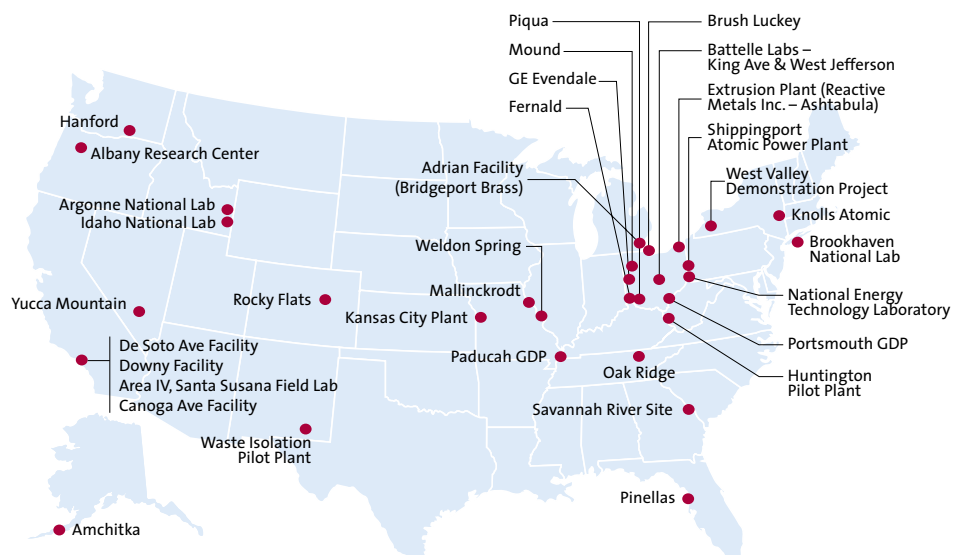 Piqua
Mound
GE Evendale
Fernald
Brush Luckey
Battelle Labs –
King Ave & West Jefferson
Extrusion Plant (Reactive
Metals Inc. – Ashtabula)
Shippingport
Atomic Power Plant
West Valley
Demonstration Project
Knolls Atomic
Brookhaven
National Lab
Hanford
Albany Research Center
Adrian Facility
(Bridgeport Brass)
Argonne National Lab
Idaho National Lab
Weldon Spring
Mallinckrodt
Yucca Mountain
Rocky Flats
Kansas City Plant
National Energy
Technology Laboratory
Portsmouth GDP
Huntington
Pilot Plant
De Soto Ave Facility
Downy Facility
Area IV, Santa Susana Field Lab
Canoga Ave Facility
Paducah GDP
Oak Ridge
Savannah River Site
Waste Isolation
Pilot Plant
Pinellas
Amchitka